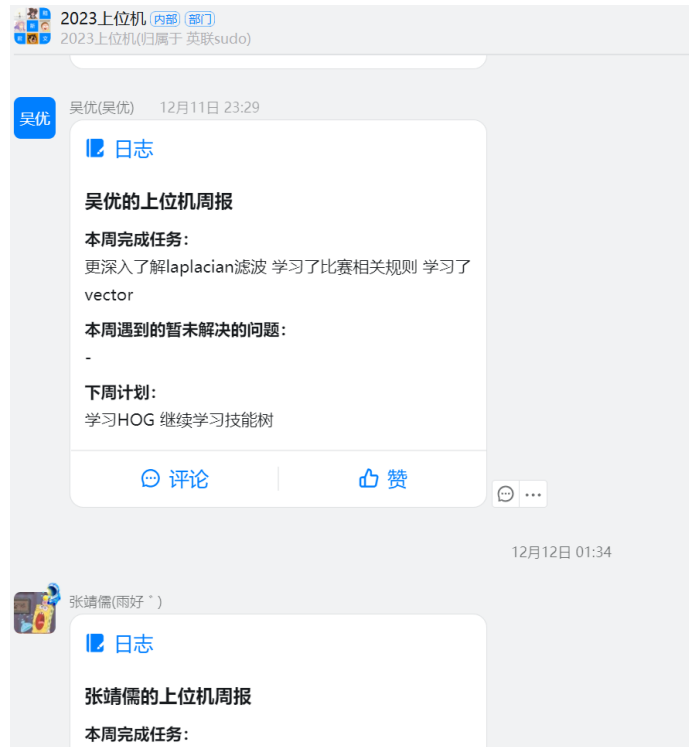 2023上位机 内部 部门
2023上位机(归属于 英联sudo)
吴优
吴优(吴优) 12月11日 23:29
日志
吴优的上位机周报
本周完成任务：
更深入了解laplacian滤波 学习了比赛相关规则 学习了
vector
本周遇到的暂未解决的问题：
-
下周计划：
学习HOG 继续学习技能树
评论 赞
12月12日 01:34
张靖儒(雨好 ˚ )
日志
张靖儒的上位机周报
本周完成任务：